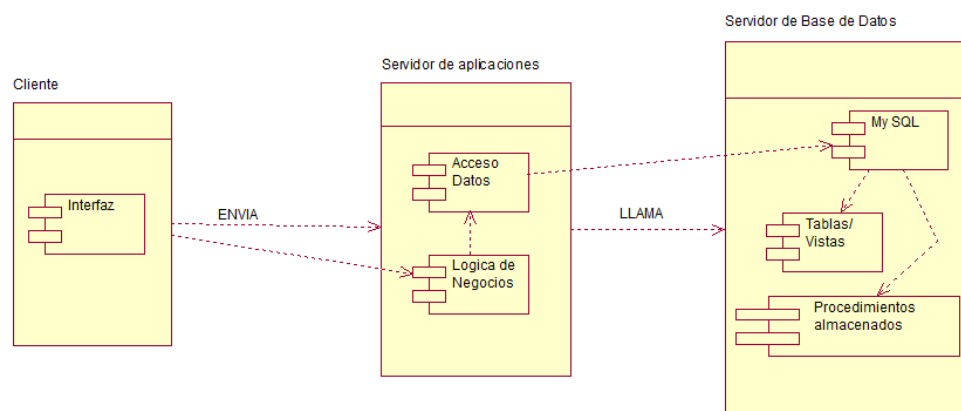 Servidor de Base de Datos
Servidor de aplicaciones
Cliente
My SQL
Acceso
Datos
Interfaz
ENVIA
LLAMA
Tablas/
Vistas
Logica de
Negocios
Procedimientos
almacenados